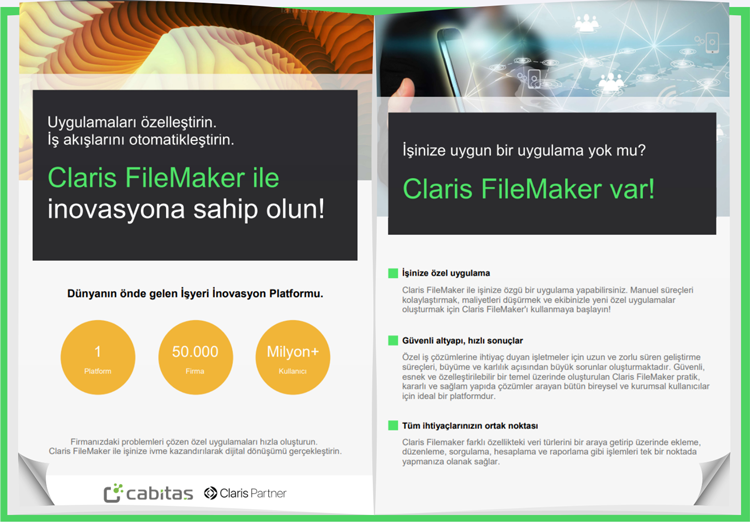 Uygulamaları özelleştirin.
İş akışlarını otomatikleştirin.
Claris FileMaker ile
inovasyona sahip olun!
Dünyanın önde gelen İşyeri İnovasyon Platformu.
1
Platform
50.000
Firma
Milyon+
Kullanıcı
Firmanızdaki problemleri çözen özel uygulamaları hızla oluşturun.
Claris FileMaker ile işinize ivme kazandırılarak dijital dönüşümü gerçekleştirin.
cabitas
Claris Partner
İşinize uygun bir uygulama yok mu?
Claris FileMaker var!
İşinize özel uygulama
Claris FileMaker ile işinize özgü bir uygulama yapabilirsiniz. Manuel süreçleri
kolaylaştırmak, maliyetleri düşürmek ve ekibinizle yeni özel uygulamalar
oluşturmak için Claris FileMaker'ı kullanmaya başlayın!
Güvenli altyapı, hızlı sonuçlar
Özel iş çözümlerine ihtiyaç duyan işletmeler için uzun ve zorlu süren geliştirme
süreçleri, büyüme ve karlılık açısından büyük sorunlar oluşturmaktadır. Güvenli,
esnek ve özelleştirilebilir bir temel üzerinde oluşturulan Claris FileMaker pratik,
kararlı ve sağlam yapıda çözümler arayan bütün bireysel ve kurumsal kullanıcılar
için ideal bir platformdur.
Tüm ihtiyaçlarınızın ortak noktası
Claris Filemaker farklı özellikteki veri türlerini bir araya getirip üzerinde ekleme,
düzenleme, sorgulama, hesaplama ve raporlama gibi işlemleri tek bir noktada
yapmanıza olanak sağlar.